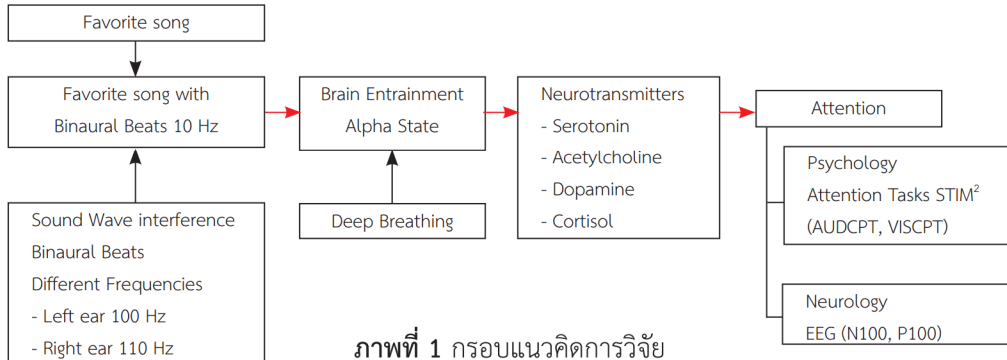 Favorite song
Favorite song with
Binaural Beats 10 Hz
Sound Wave interference
Binaural Beats
Different Frequencies
- Left ear 100 Hz
- Right ear 110 Hz
Brain Entrainment
Alpha State
Deep Breathing
Neurotransmitters
- Serotonin
- Acetylcholine
- Dopamine
- Cortisol
Attention
Psychology
Attention Tasks STIM²
(AUDCPT, VISCPT)
Neurology
EEG (N100, P100)
ภาพที่ 1 กรอบแนวคิดการวิจัย